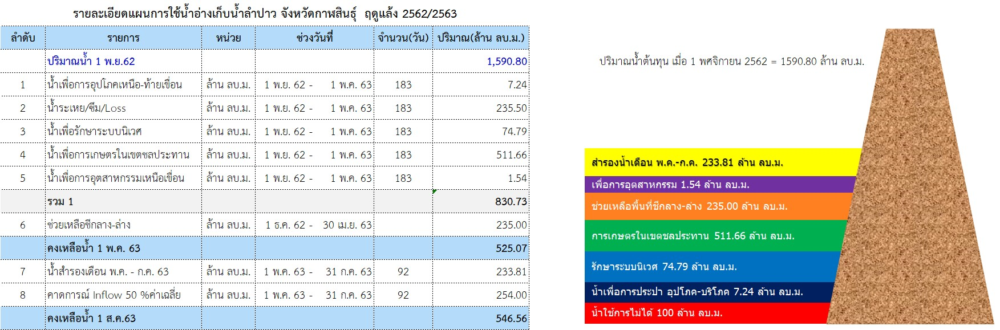 รายละเอียดแผนการใช้น้ำอ่างเก็บน้ำลำปาว จังหวัดกาฬสินธุ์ ฤดูแล้ง 2562/2563
ลำดับ รายการ หน่วย ช่วงวันที่ จำนวน(วัน) ปริมาณ(ล้าน ลบ.ม.)
ปริมาณน้ำ 1 พ.ย.62 1,590.80
1 น้ำเพื่อการอุปโภคเหนือ-ท้ายเขื่อน ล้าน ลบ.ม. 1 พ.ย. 62 - 1 พ.ค. 63 183 7.24
2 น้ำระเหย/ซึม/Loss ล้าน ลบ.ม. 1 พ.ย. 62 - 1 พ.ค. 63 183 235.50
3 น้ำเพื่อรักษาระบบนิเวศ ล้าน ลบ.ม. 1 พ.ย. 62 - 1 พ.ค. 63 183 74.79
4 น้ำเพื่อการเกษตรในเขตชลประทาน ล้าน ลบ.ม. 1 พ.ย. 62 - 1 พ.ค. 63 183 511.66
5 น้ำเพื่อการอุตสาหกรรมเหนือเขื่อน ล้าน ลบ.ม. 1 พ.ย. 62 - 1 พ.ค. 63 183 1.54
รวม 1 830.73
6 ช่วยเหลือชีกลาง-ล่าง ล้าน ลบ.ม. 1 ธ.ค. 62 - 30 เม.ย. 63 235.00
คงเหลือน้ำ 1 พ.ค. 63 525.07
7 น้ำสำรองเดือน พ.ค. - ก.ค. 63 ล้าน ลบ.ม. 1 พ.ค. 63 - 31 ก.ค. 63 92 233.81
8 คาดการณ์ Inflow 50 %ค่าเฉลี่ย ล้าน ลบ.ม. 1 พ.ค. 63 - 31 ก.ค. 63 92 254.00
คงเหลือน้ำ 1 ส.ค.63 546.56
ปริมาณน้ำต้นทุน เมื่อ 1 พฤศจิกายน 2562 = 1590.80 ล้าน ลบ.ม.
สำรองน้ำเดือน พ.ค.-ก.ค. 233.81 ล้าน ลบ.ม.
เพื่อการอุตสาหกรรม 1.54 ล้าน ลบ.ม.
ช่วยเหลือพื้นที่ชีกลาง-ล่าง 235.00 ล้าน ลบ.ม.
การเกษตรในเขตชลประทาน 511.66 ล้าน ลบ.ม.
รักษาระบบนิเวศ 74.79 ล้าน ลบ.ม.
น้ำเพื่อการประปา อุปโภค-บริโภค 7.24 ล้าน ลบ.ม.
น้ำใช้การไม่ได้ 100 ล้าน ลบ.ม.